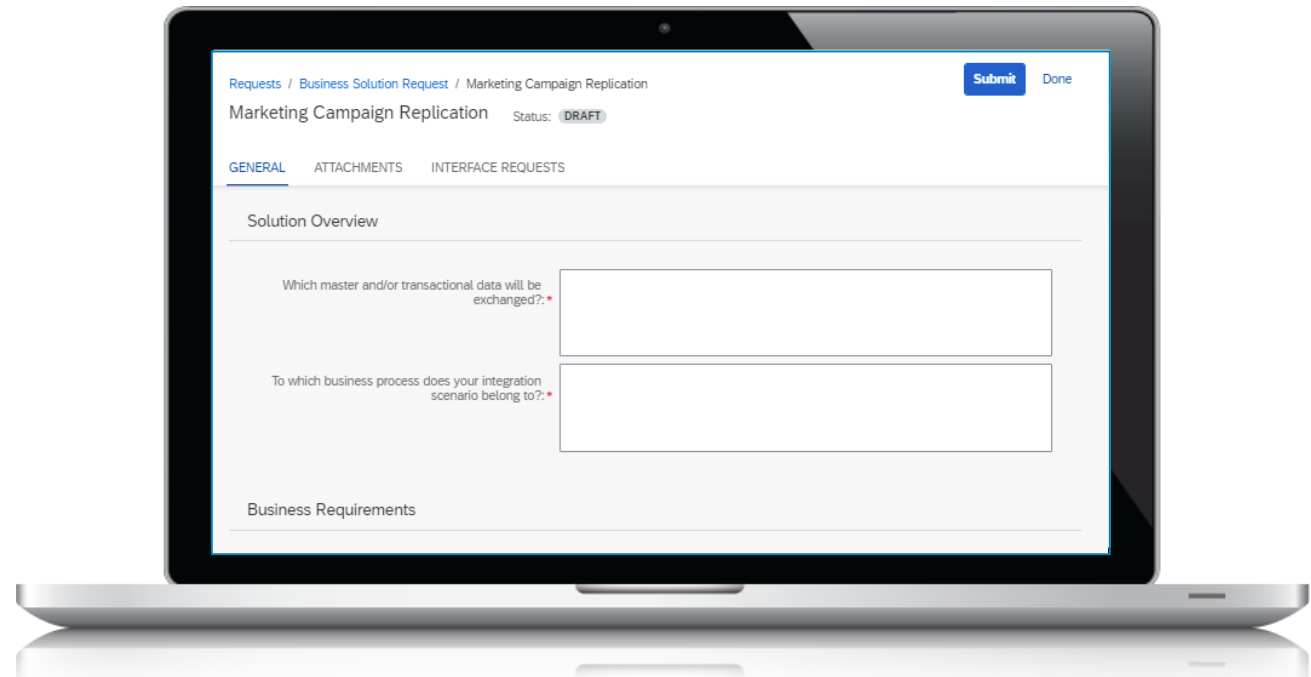 Requests / Business Solution Request / Marketing Campaign Replication
Submit
Done
Marketing Campaign Replication
Status: DRAFT
GENERAL
ATTACHMENTS
INTERFACE REQUESTS
Solution Overview
Which master and/or transactional data will be
exchanged?:*
To which business process does your integration
scenario belong to?:*
Business Requirements